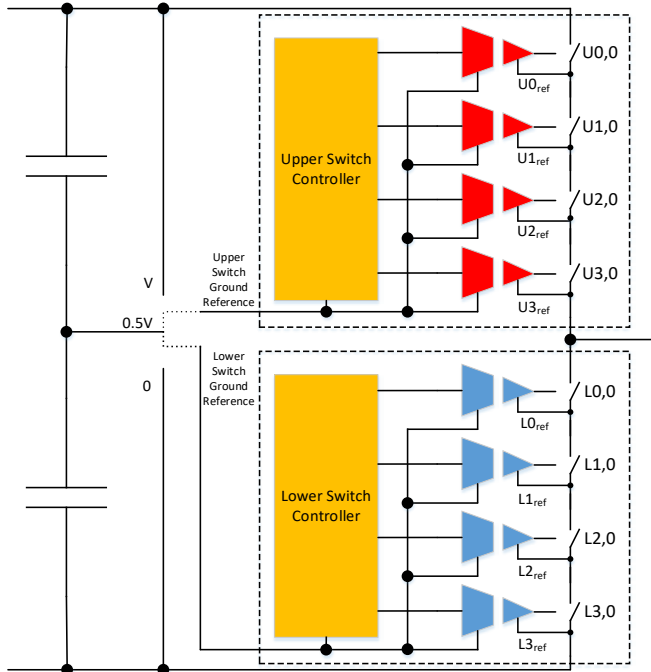 U0,0
U0ref
U1,0
U1ref
Upper Switch
Controller
U2,0
U2ref
Upper
Switch
Ground
Reference
U3,0
U3ref
V
0.5V
0
Lower
Switch
Ground
Reference
L0,0
L0ref
L1,0
L1ref
Lower Switch
Controller
L2,0
L2ref
L3,0
L3ref